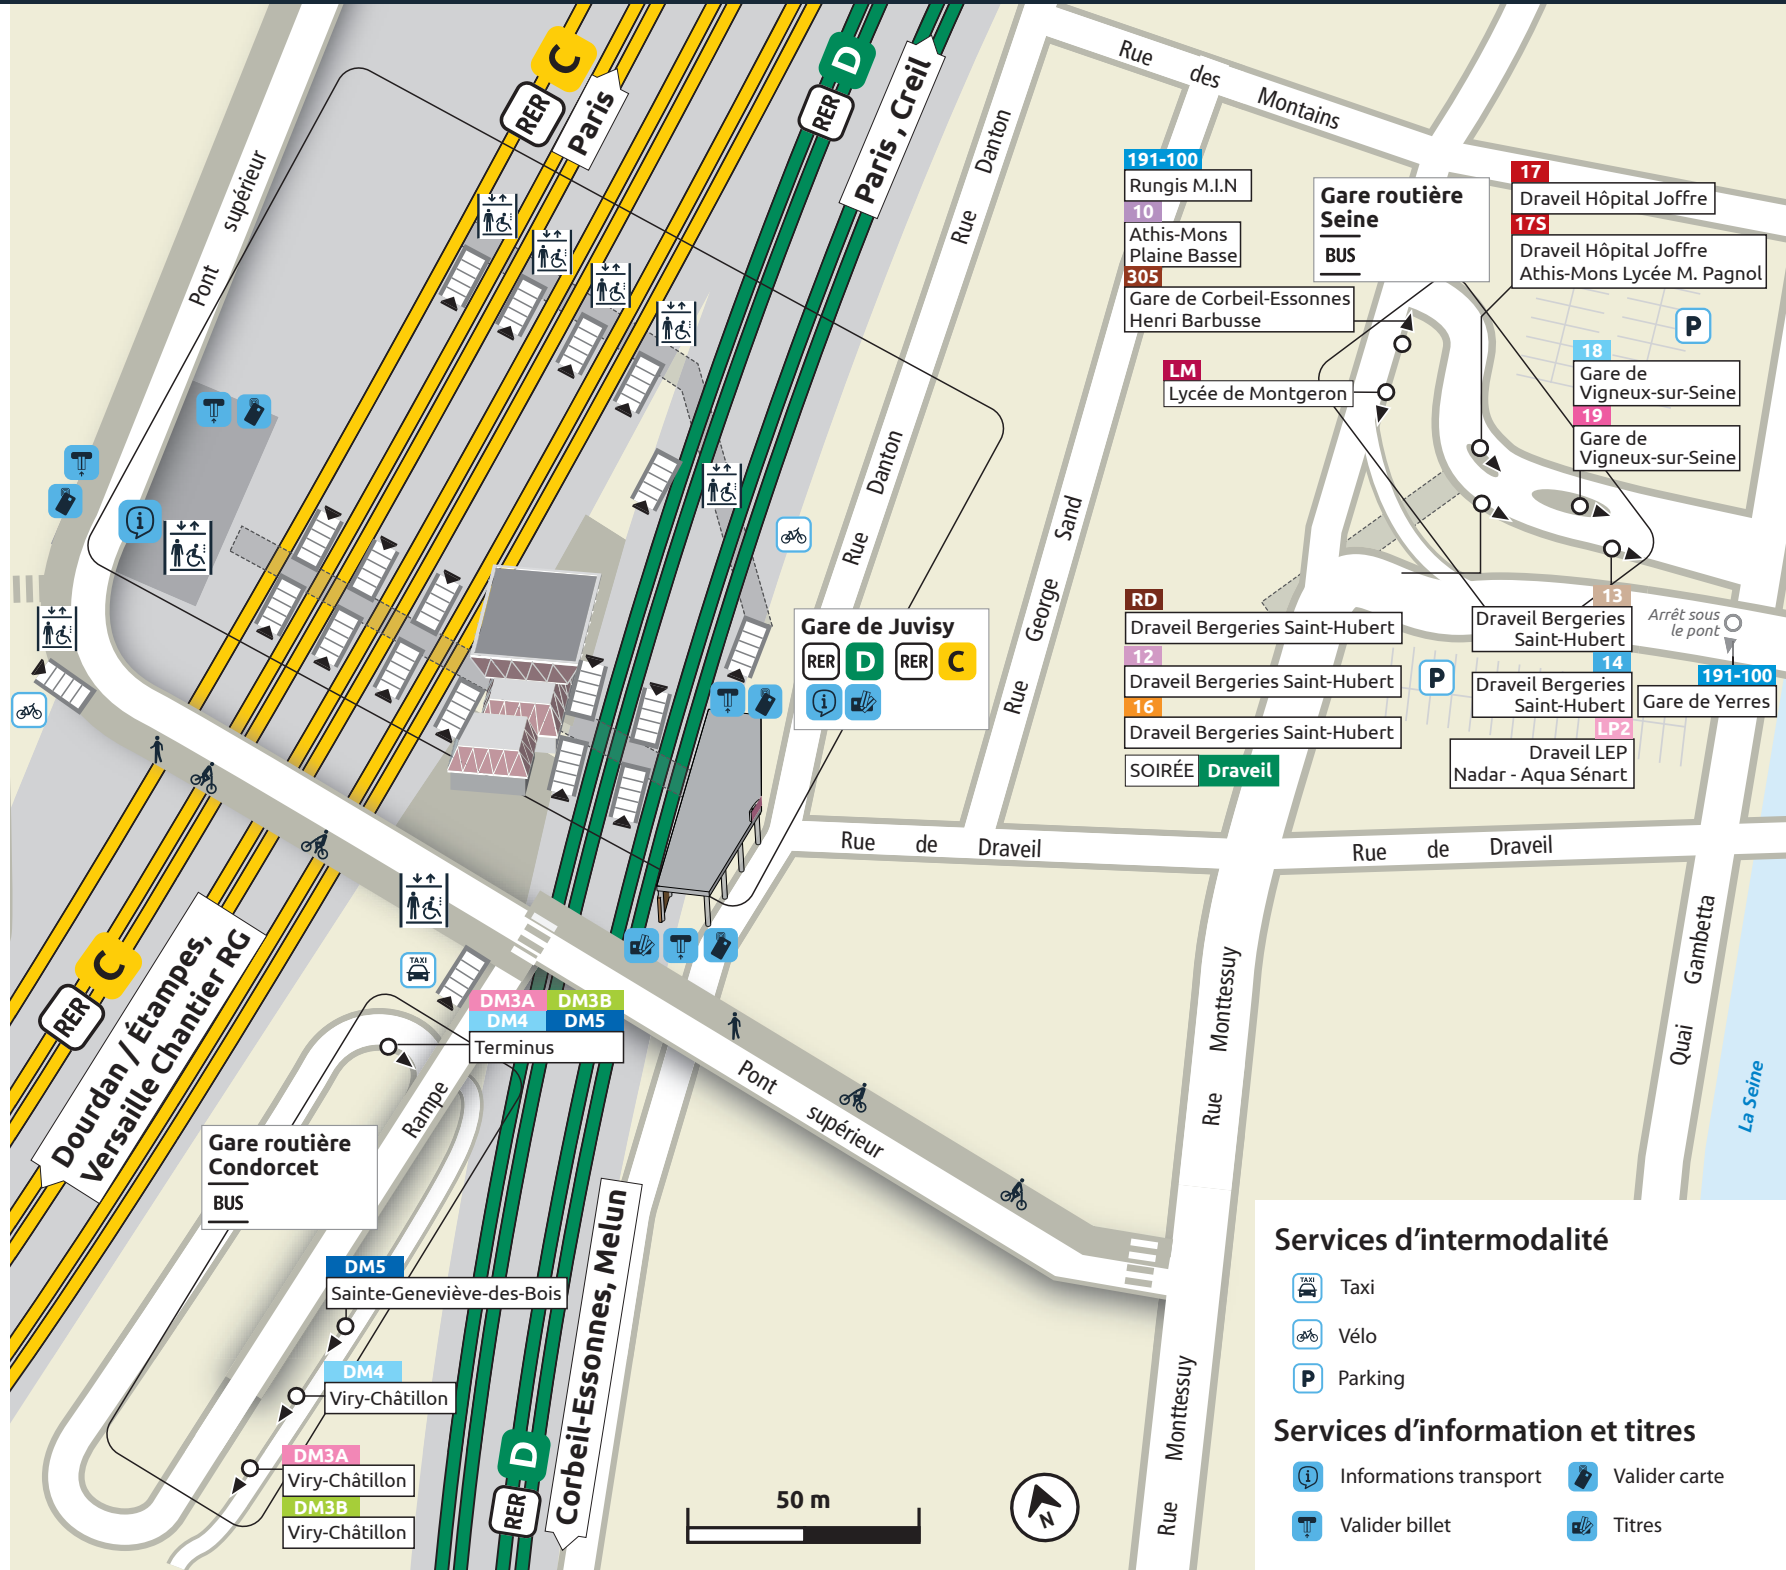 C
RER
Paris
D
RER
Paris, Creil
Pont supérieur
Rue Danton
Rue Danton
Rue des Montains
Rue George Sand
191-100
Rungis M.I.N
10
Athis-Mons
Plaine Basse
305
Gare de Corbeil-Essonnes
Henri Barbusse
LM
Lycée de Montgeron
Gare routière
Seine
BUS
17
Draveil Hôpital Joffre
17S
Draveil Hôpital Joffre
Athis-Mons Lycée M. Pagnol
P
18
Gare de
Vigneux-sur-Seine
19
Gare de
Vigneux-sur-Seine
RD
Draveil Bergeries Saint-Hubert
12
Draveil Bergeries Saint-Hubert
16
Draveil Bergeries Saint-Hubert
SOIRÉE Draveil
P
13
Draveil Bergeries
Saint-Hubert
14
Draveil Bergeries
Saint-Hubert
LP2
Draveil LEP
Nadar - Aqua Sénart
Arrêt sous
le pont
191-100
Gare de Yerres
Gare de Juvisy
RER D RER C
Rue de Draveil
Rue de Draveil
Rue Monttessuy
Rue Monttessuy
Quai Gambetta
La Seine
Pont supérieur
TAXI
DM3A DM3B
DM4 DM5
Terminus
Rampe
C
RER
Dourdan / Étampes,
Versaille Chantier RG
Gare routière
Condorcet
BUS
DM5
Sainte-Geneviève-des-Bois
DM4
Viry-Châtillon
DM3A
Viry-Châtillon
DM3B
Viry-Châtillon
D
RER
Corbeil-Essonnes, Melun
50 m
N
Services d’intermodalité
TAXI
Taxi
Vélo
P
Parking
Services d’information et titres
Informations transport
Valider carte
Valider billet
Titres